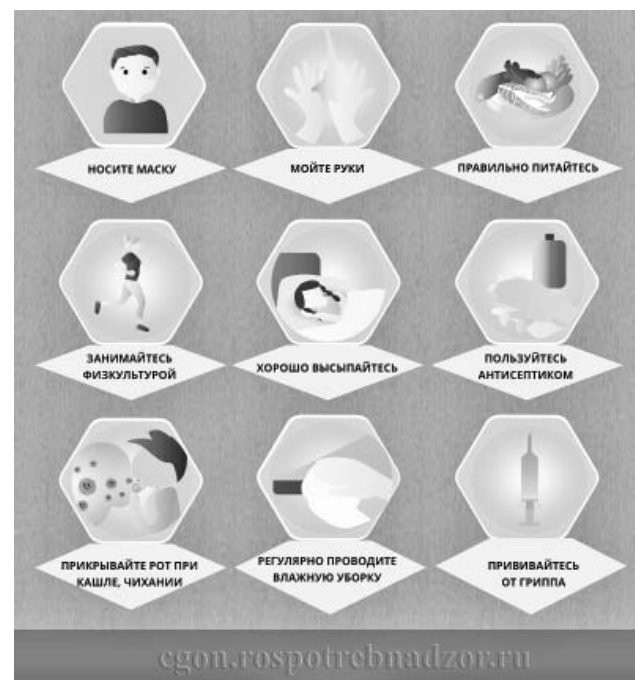 НОСИТЕ МАСКУ
МОЙТЕ РУКИ
ПРАВИЛЬНО ПИТАЙТЕСЬ
ЗАНИМАЙТЕСЬ
ФИЗКУЛЬТУРОЙ
ХОРОШО ВЫСЫПАЙТЕСЬ
ПОЛЬЗУЙТЕСЬ
АНТИСЕПТИКОМ
ПРИКРЫВАЙТЕ РОТ ПРИ
КАШЛЕ, ЧИХАНИИ
РЕГУЛЯРНО ПРОВОДИТЕ
ВЛАЖНУЮ УБОРКУ
ПРИВИВАЙТЕСЬ
ОТ ГРИППА
cgon.rospotrebnadzor.ru